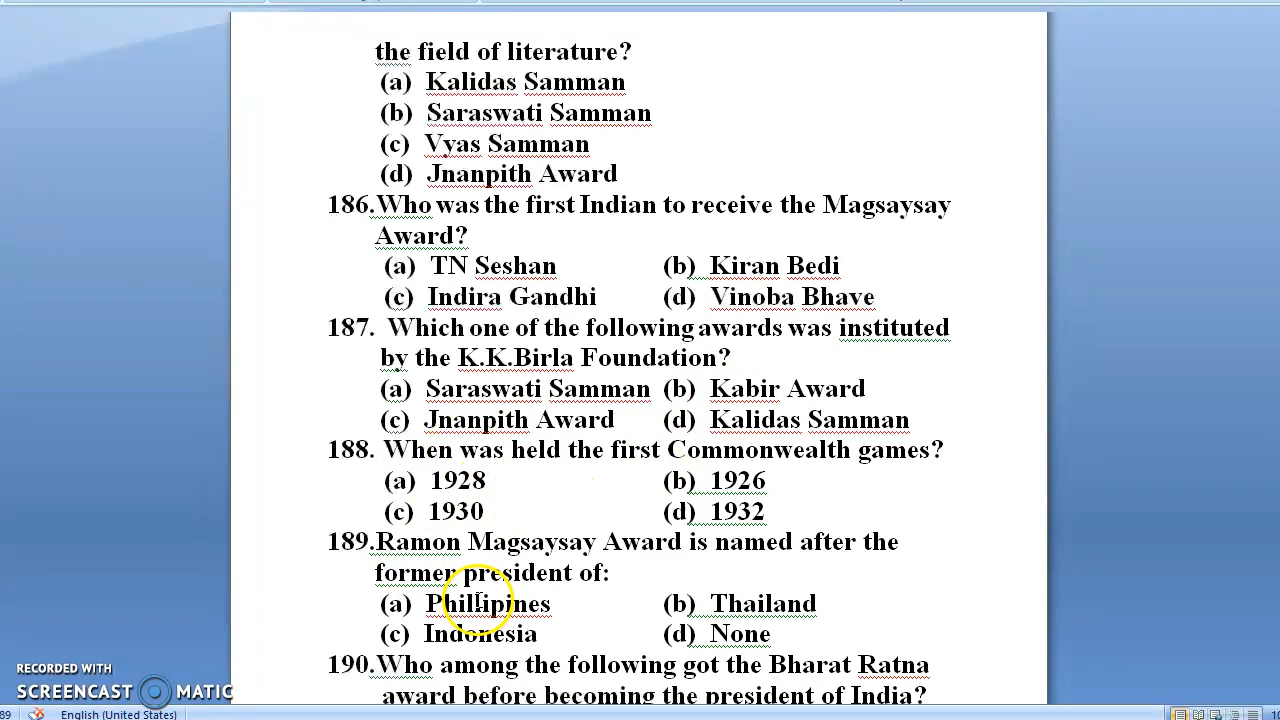 the field of literature?
(a) Kalidas Samman
(b) Saraswati Samman
(c) Vyas Samman
(d) Jnanpith Award
186.Who was the first Indian to receive the Magsaysay
Award?
(a) TN Seshan (b) Kiran Bedi
(c) Indira Gandhi (d) Vinoba Bhave
187. Which one of the following awards was instituted
by the K.K.Birla Foundation?
(a) Saraswati Samman (b) Kabir Award
(c) Jnanpith Award (d) Kalidas Samman
188. When was held the first Commonwealth games?
(a) 1928 (b) 1926
(c) 1930 (d) 1932
189.Ramon Magsaysay Award is named after the
former president of:
(a) Phillipines (b) Thailand
(c) Indonesia (d) None
190.Who among the following got the Bharat Ratna
award before becoming the president of India?
RECORDED WITH
SCREENCAST MATIC
89 English (United States)